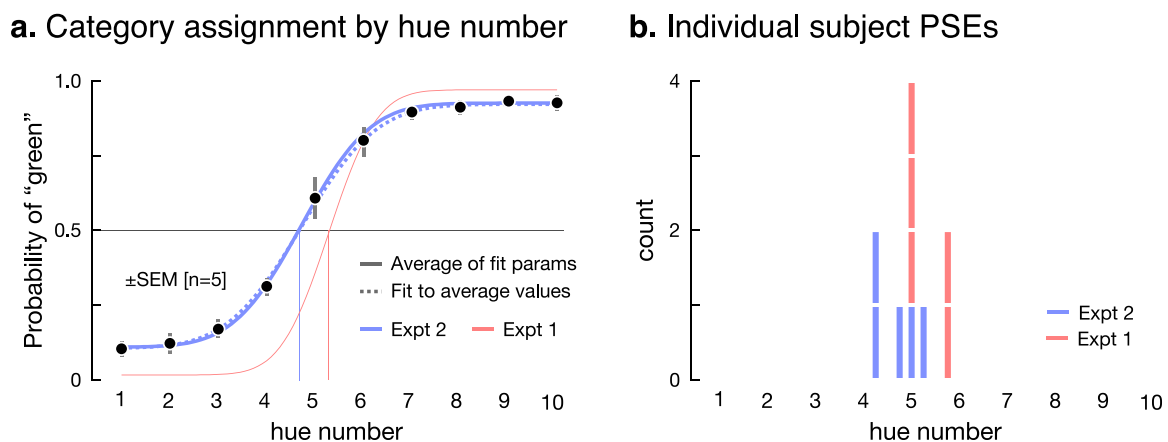 a. Category assignment by hue number
1.0
0.5
0
Probability of “green”
±SEM [n=5]
Average of fit params
Fit to average values
Expt 2
Expt 1
1 2 3 4 5 6 7 8 9 10
hue number
b. Individual subject PSEs
4
2
0
count
Expt 2
Expt 1
1 2 3 4 5 6 7 8 9 10
hue number